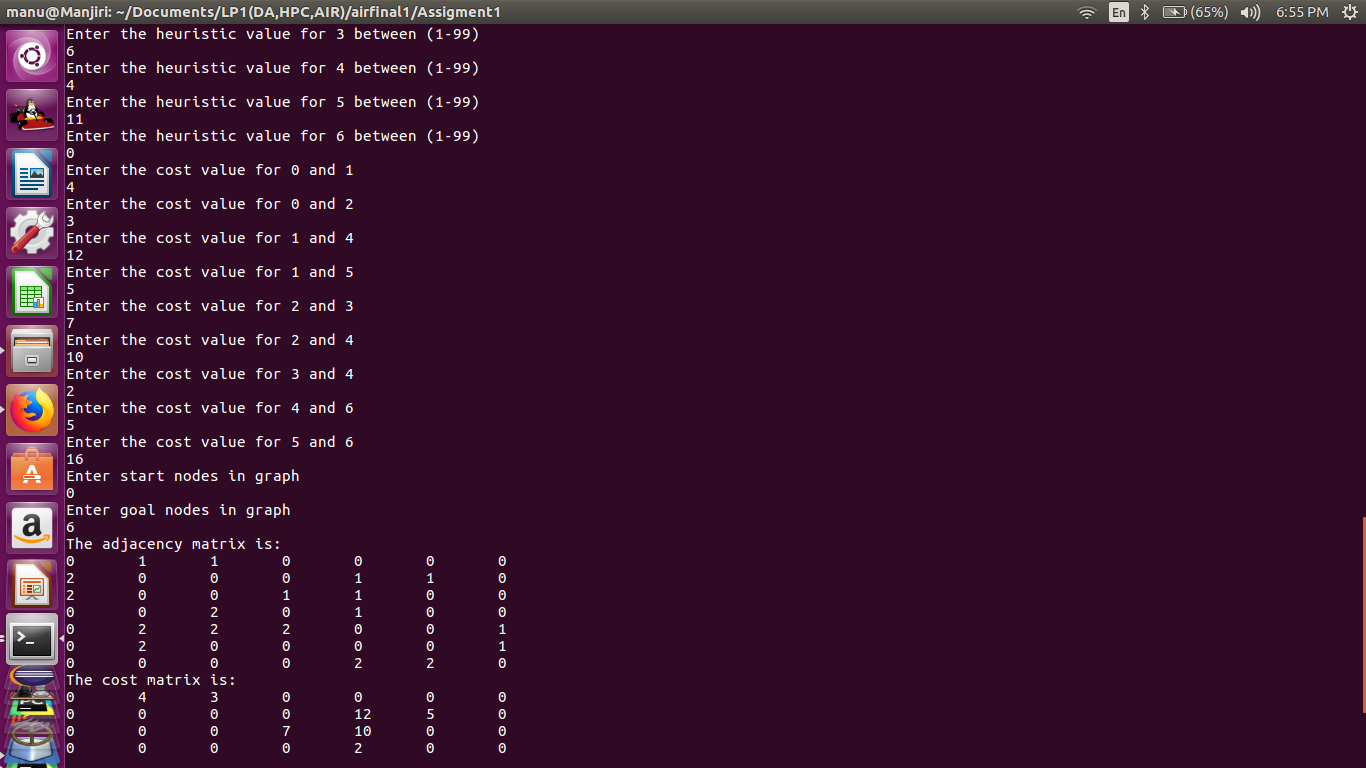 manu@Manjiri: ~/Documents/LP1(DA,HPC,AIR)/airfinal1/Assigment1 En (65%) 6:55 PM
Enter the heuristic value for 3 between (1-99)
6
Enter the heuristic value for 4 between (1-99)
4
Enter the heuristic value for 5 between (1-99)
11
Enter the heuristic value for 6 between (1-99)
0
Enter the cost value for 0 and 1
4
Enter the cost value for 0 and 2
3
Enter the cost value for 1 and 4
12
Enter the cost value for 1 and 5
5
Enter the cost value for 2 and 3
7
Enter the cost value for 2 and 4
10
Enter the cost value for 3 and 4
2
Enter the cost value for 4 and 6
5
Enter the cost value for 5 and 6
16
Enter start nodes in graph
0
Enter goal nodes in graph
6
The adjacency matrix is:
0 1 1 0 0 0 0
2 0 0 0 1 1 0
2 0 0 1 1 0 0
0 0 2 0 1 0 0
0 2 2 2 0 0 1
0 2 0 0 0 0 1
0 0 0 0 2 2 0
The cost matrix is:
0 4 3 0 0 0 0
0 0 0 0 12 5 0
0 0 0 7 10 0 0
0 0 0 0 2 0 0